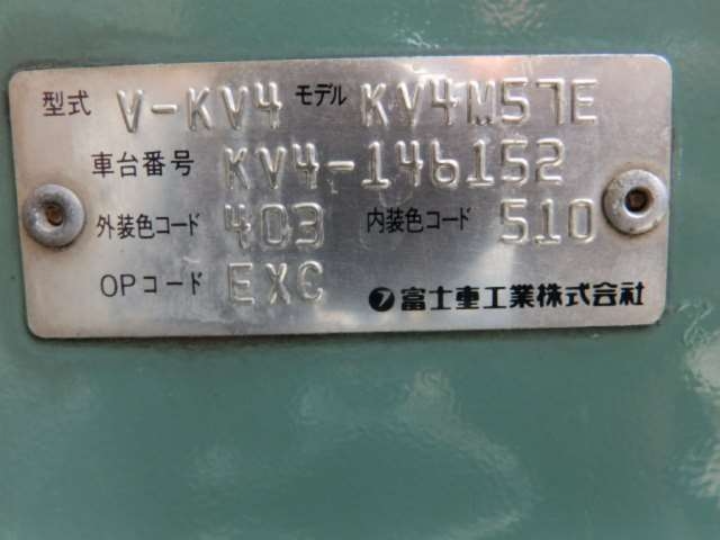 型式 V-KV4 モデル KV4M57E
車台番号 KV4-146152
外装色コード 403 内装色コード 510
OPコード EXC 富士重工業株式会社